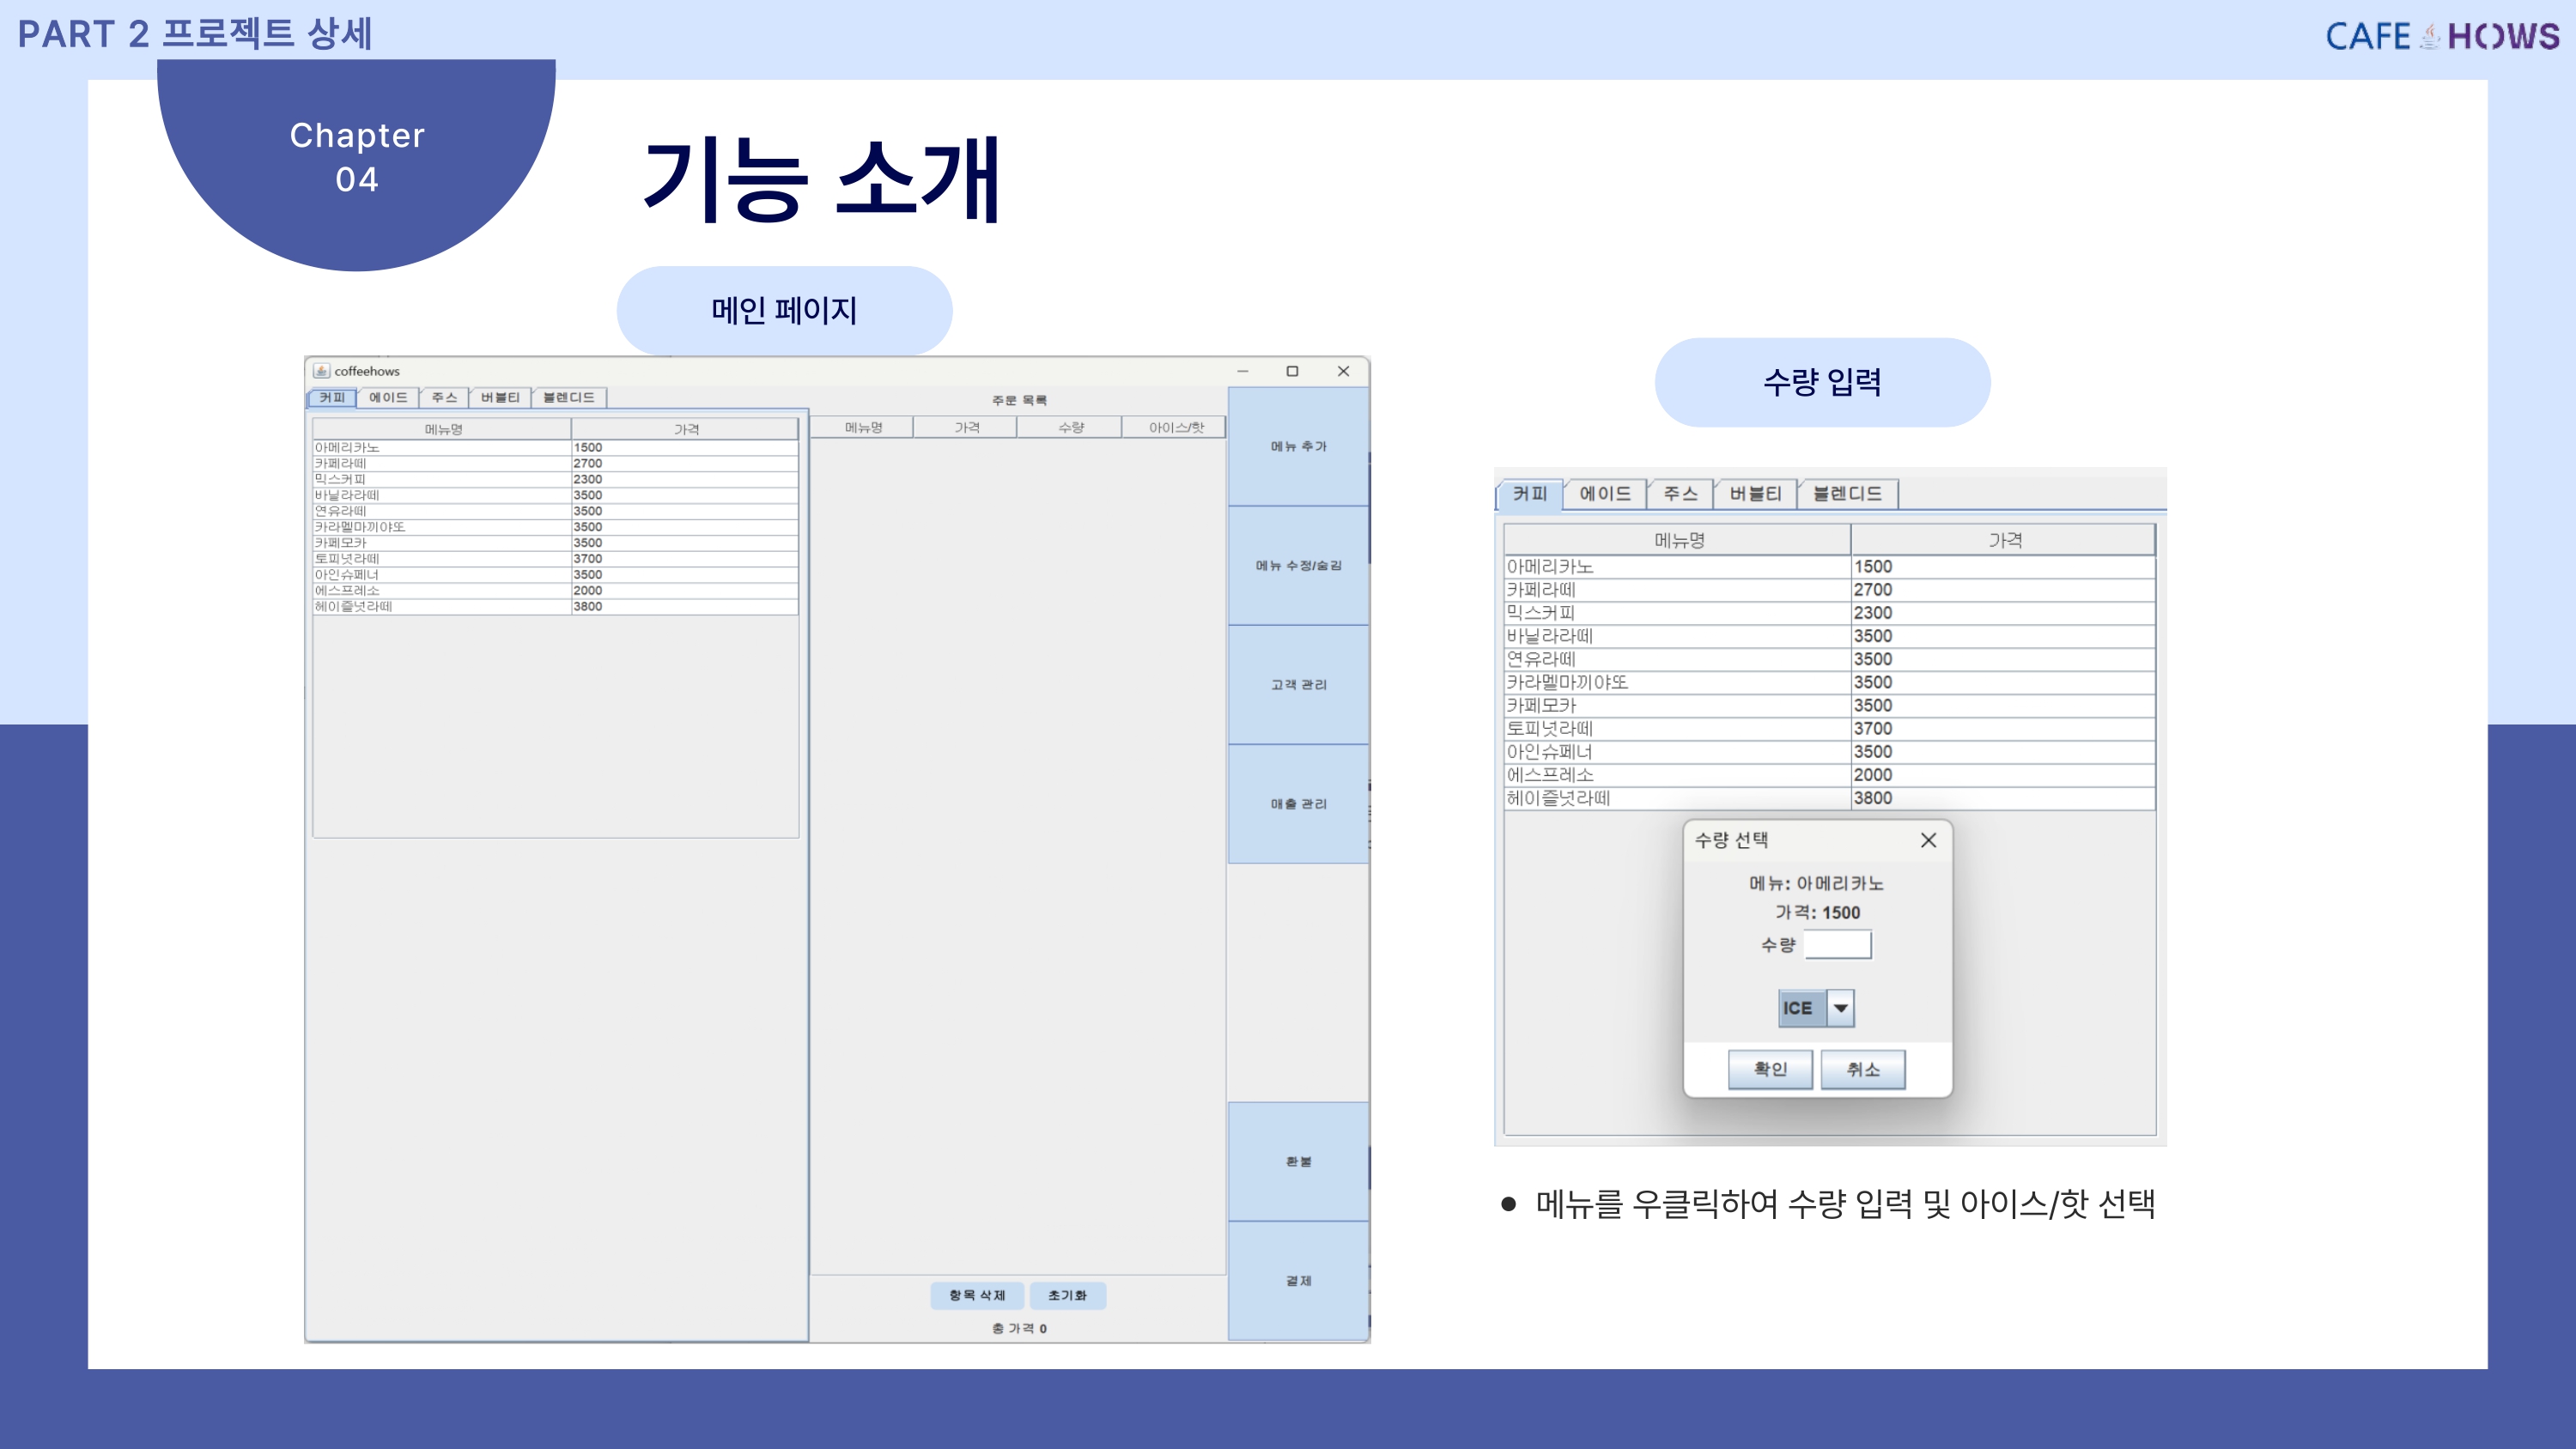 PART 2 프로젝트 상세
CAFE HOWS
Chapter
04
기능 소개
메인 페이지
coffeehows
커피 에이드 주스 버블티 블렌디드
메뉴명 가격
아메리카노 1500
카페라떼 2700
믹스커피 2300
바닐라라떼 3500
연유라떼 3500
카라멜마끼야또 3500
카페모카 3500
토피넛라떼 3700
아인슈페너 3500
에스프레소 2000
헤이즐넛라떼 3800
주문 목록
메뉴명 가격 수량 아이스/핫
항목 삭제 초기화
총 가격 0
메뉴 추가
메뉴 수정/숨김
고객 관리
매출 관리
환불
결제
수량 입력
커피 에이드 주스 버블티 블렌디드
메뉴명 가격
아메리카노 1500
카페라떼 2700
믹스커피 2300
바닐라라떼 3500
연유라떼 3500
카라멜마끼야또 3500
카페모카 3500
토피넛라떼 3700
아인슈페너 3500
에스프레소 2000
헤이즐넛라떼 3800
수량 선택
메뉴: 아메리카노
가격: 1500
수량
ICE
확인 취소
• 메뉴를 우클릭하여 수량 입력 및 아이스/핫 선택